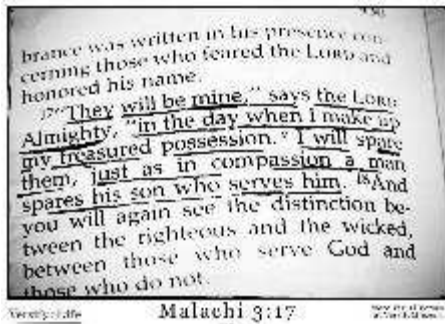 brance was written in his presence con-
cerning those who feared the LORD and
honored his name.
17"They will be mine," says the LORD
Almighty, "in the day when I make up
my treasured possession.a I will spare
them, just as in compassion a man
spares his son who serves him. 18And
you will again see the distinction be-
tween the righteous and the wicked,
between those who serve God and
those who do not.
Malachi 3:17